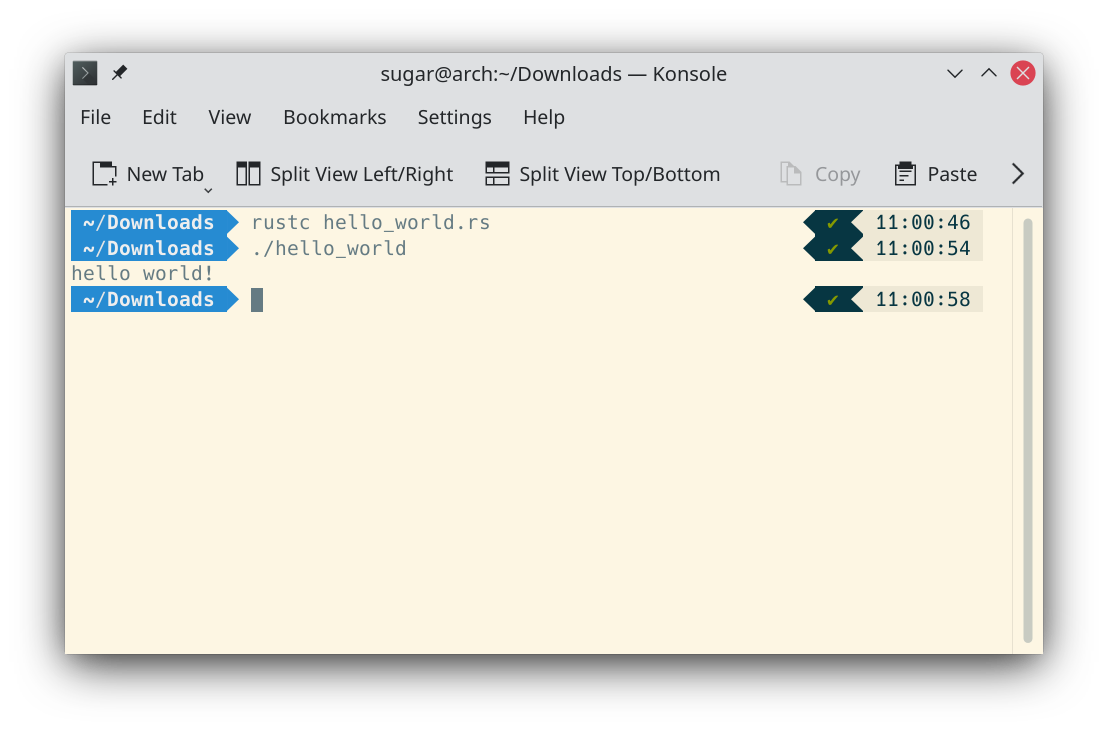 sugar@arch:~/Downloads — Konsole
File Edit View Bookmarks Settings Help
New Tab Split View Left/Right Split View Top/Bottom Copy Paste
~/Downloads rustc hello_world.rs ✔ 11:00:46
~/Downloads ./hello_world ✔ 11:00:54
hello world!
~/Downloads ✔ 11:00:58